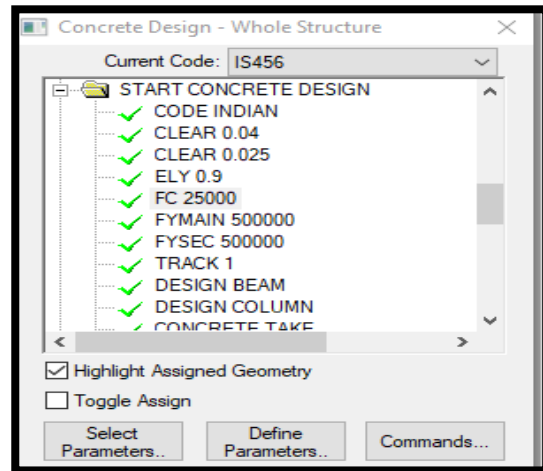 Concrete Design - Whole Structure
Current Code: IS456
START CONCRETE DESIGN
CODE INDIAN
CLEAR 0.04
CLEAR 0.025
ELY 0.9
FC 25000
FYMAIN 500000
FYSEC 500000
TRACK 1
DESIGN BEAM
DESIGN COLUMN
CONCRETE TAKE
Highlight Assigned Geometry
Toggle Assign
Select Parameters..
Define Parameters..
Commands...